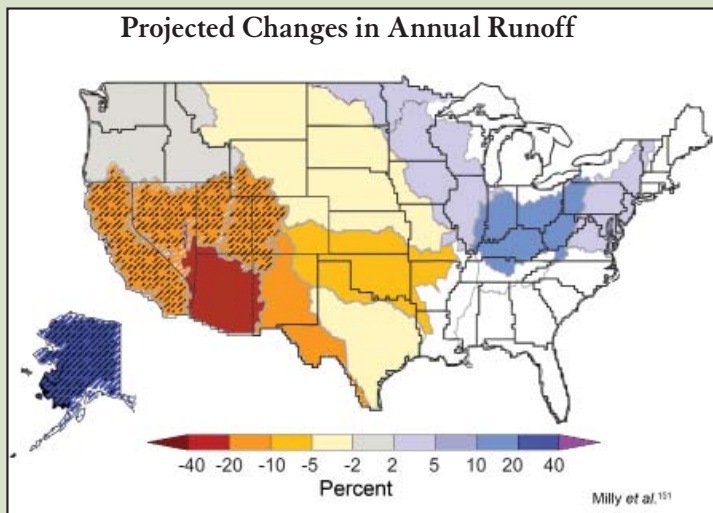 Projected Changes in Annual Runoff
-40 -20 -10 -5 -2 2 5 10 20 40
Percent
Milly et al.¹⁵¹